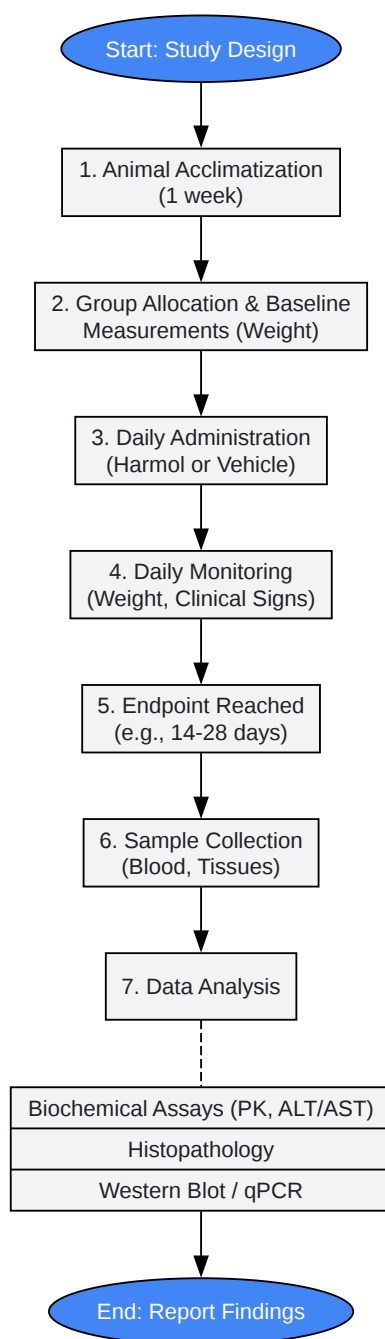 Start: Study Design
1. Animal Acclimatization
(1 week)
2. Group Allocation & Baseline
Measurements (Weight)
3. Daily Administration
(Harmol or Vehicle)
4. Daily Monitoring
(Weight, Clinical Signs)
5. Endpoint Reached
(e.g., 14-28 days)
6. Sample Collection
(Blood, Tissues)
7. Data Analysis
Biochemical Assays (PK, ALT/AST)
Histopathology
Western Blot / qPCR
End: Report Findings